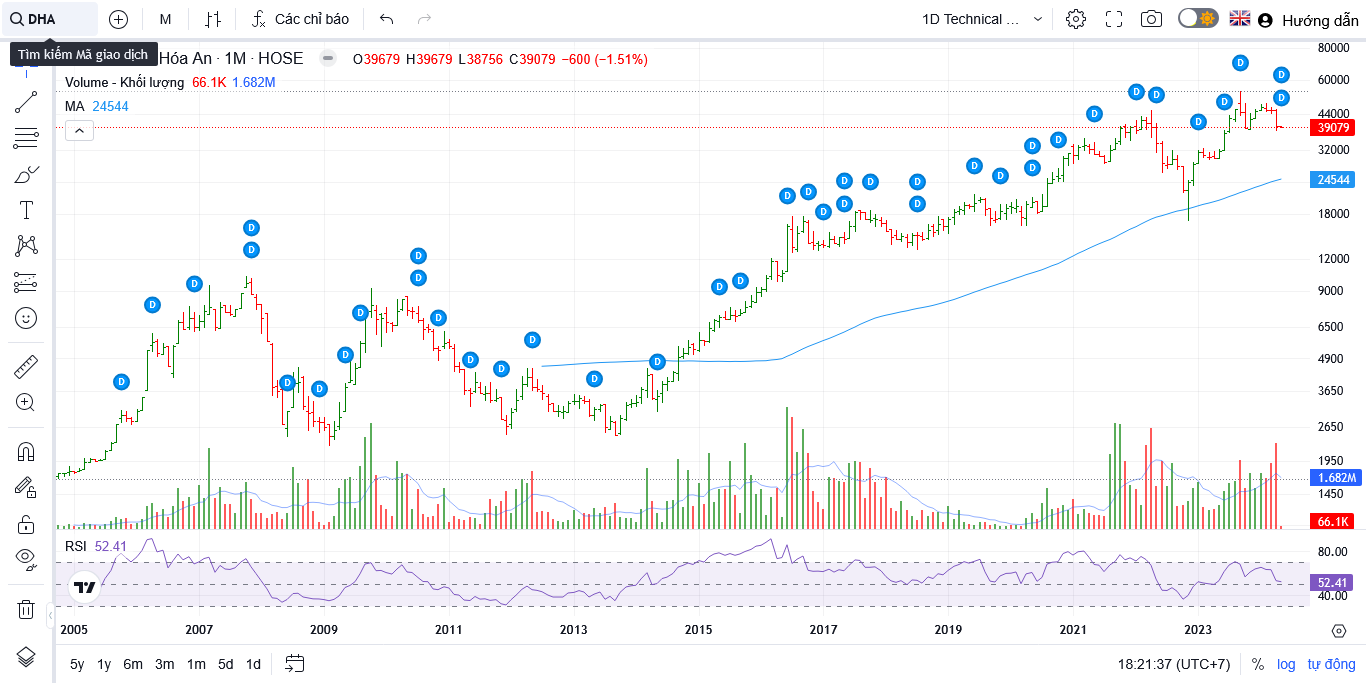 DHA
M
Các chỉ báo
1D Technical ...
Hướng dẫn
Tìm kiếm Mã giao dịch
Hóa An · 1M · HOSE
O39679 H39679 L38756 C39079 −600 (−1.51%)
Volume - Khối lượng 66.1K 1.682M
MA 24544
80000
60000
44000
39079
32000
24544
18000
12000
9000
6500
4900
3650
2650
1950
1.682M
1450
66.1K
D D D D D D D D D D D D D D D D D D D D D D D D D D D D D D D D D D D D D D D D D D
RSI 52.41
80.00
52.41
40.00
2005 2007 2009 2011 2013 2015 2017 2019 2021 2023
5y 1y 6m 3m 1m 5d 1d
18:21:37 (UTC+7) % log tự động